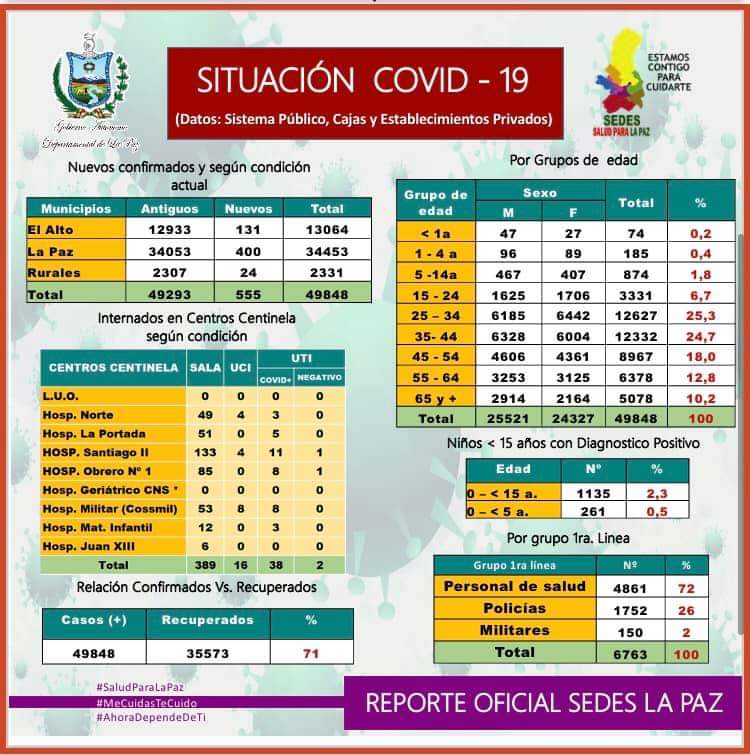 SITUACIÓN COVID - 19
(Datos: Sistema Público, Cajas y Establecimientos Privados)
Gobierno Autónomo
Departamental de La Paz
ESTAMOS
CONTIGO
PARA
CUIDARTE
SEDES
SALUD PARA LA PAZ
Nuevos confirmados y según condición
actual
Municipios Antiguos Nuevos Total
El Alto 12933 131 13064
La Paz 34053 400 34453
Rurales 2307 24 2331
Total 49293 555 49848
Internados en Centros Centinela
según condición
CENTROS CENTINELA SALA UCI UTI
COVID+ NEGATIVO
L.U.O. 0 0 0 0
Hosp. Norte 49 4 3 0
Hosp. La Portada 51 0 5 0
HOSP. Santiago II 133 4 11 1
HOSP. Obrero Nº 1 85 0 8 1
Hosp. Geriátrico CNS * 0 0 0 0
Hosp. Militar (Cossmil) 53 8 8 0
Hosp. Mat. Infantil 12 0 3 0
Hosp. Juan XIII 6 0 0 0
Total 389 16 38 2
Relación Confirmados Vs. Recuperados
Casos (+) Recuperados %
49848 35573 71
Por Grupos de edad
Grupo de edad Sexo Total %
M F
< 1a 47 27 74 0,2
1 - 4 a 96 89 185 0,4
5 -14a 467 407 874 1,8
15 - 24 1625 1706 3331 6,7
25 – 34 6185 6442 12627 25,3
35- 44 6328 6004 12332 24,7
45 - 54 4606 4361 8967 18,0
55 - 64 3253 3125 6378 12,8
65 y + 2914 2164 5078 10,2
Total 25521 24327 49848 100
Niños < 15 años con Diagnostico Positivo
Edad Nº %
0 – < 15 a. 1135 2,3
0 – < 5 a. 261 0,5
Por grupo 1ra. Linea
Grupo 1ra línea Nº %
Personal de salud 4861 72
Policías 1752 26
Militares 150 2
Total 6763 100
#SaludParaLaPaz
#MeCuidasTeCuido
#AhoraDependeDeTi
REPORTE OFICIAL SEDES LA PAZ